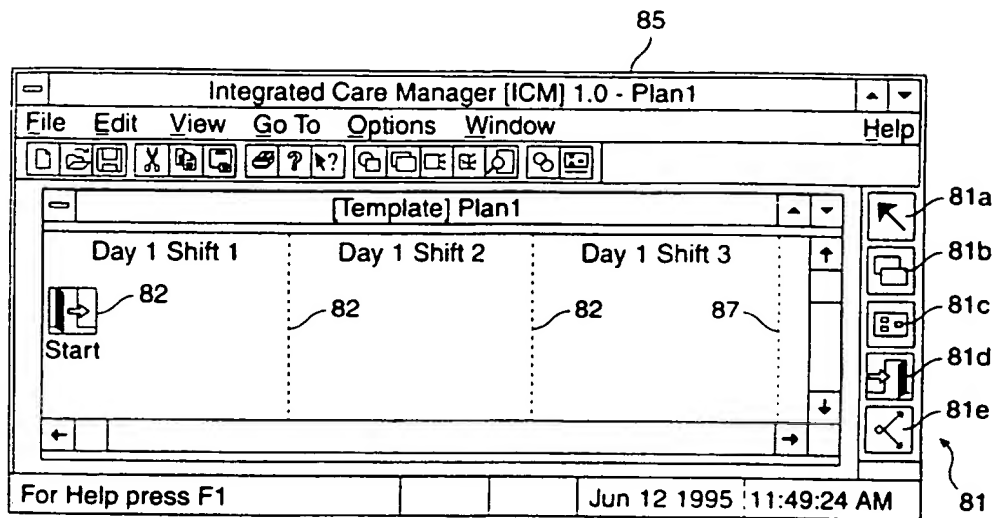 85
Integrated Care Manager [ICM] 1.0 - Plan1
File Edit View Go To Options Window Help
[Template] Plan1
Day 1 Shift 1 Day 1 Shift 2 Day 1 Shift 3
82 82 82 87
Start
81a
81b
81c
81d
81e
81
For Help press F1 Jun 12 1995 11:49:24 AM